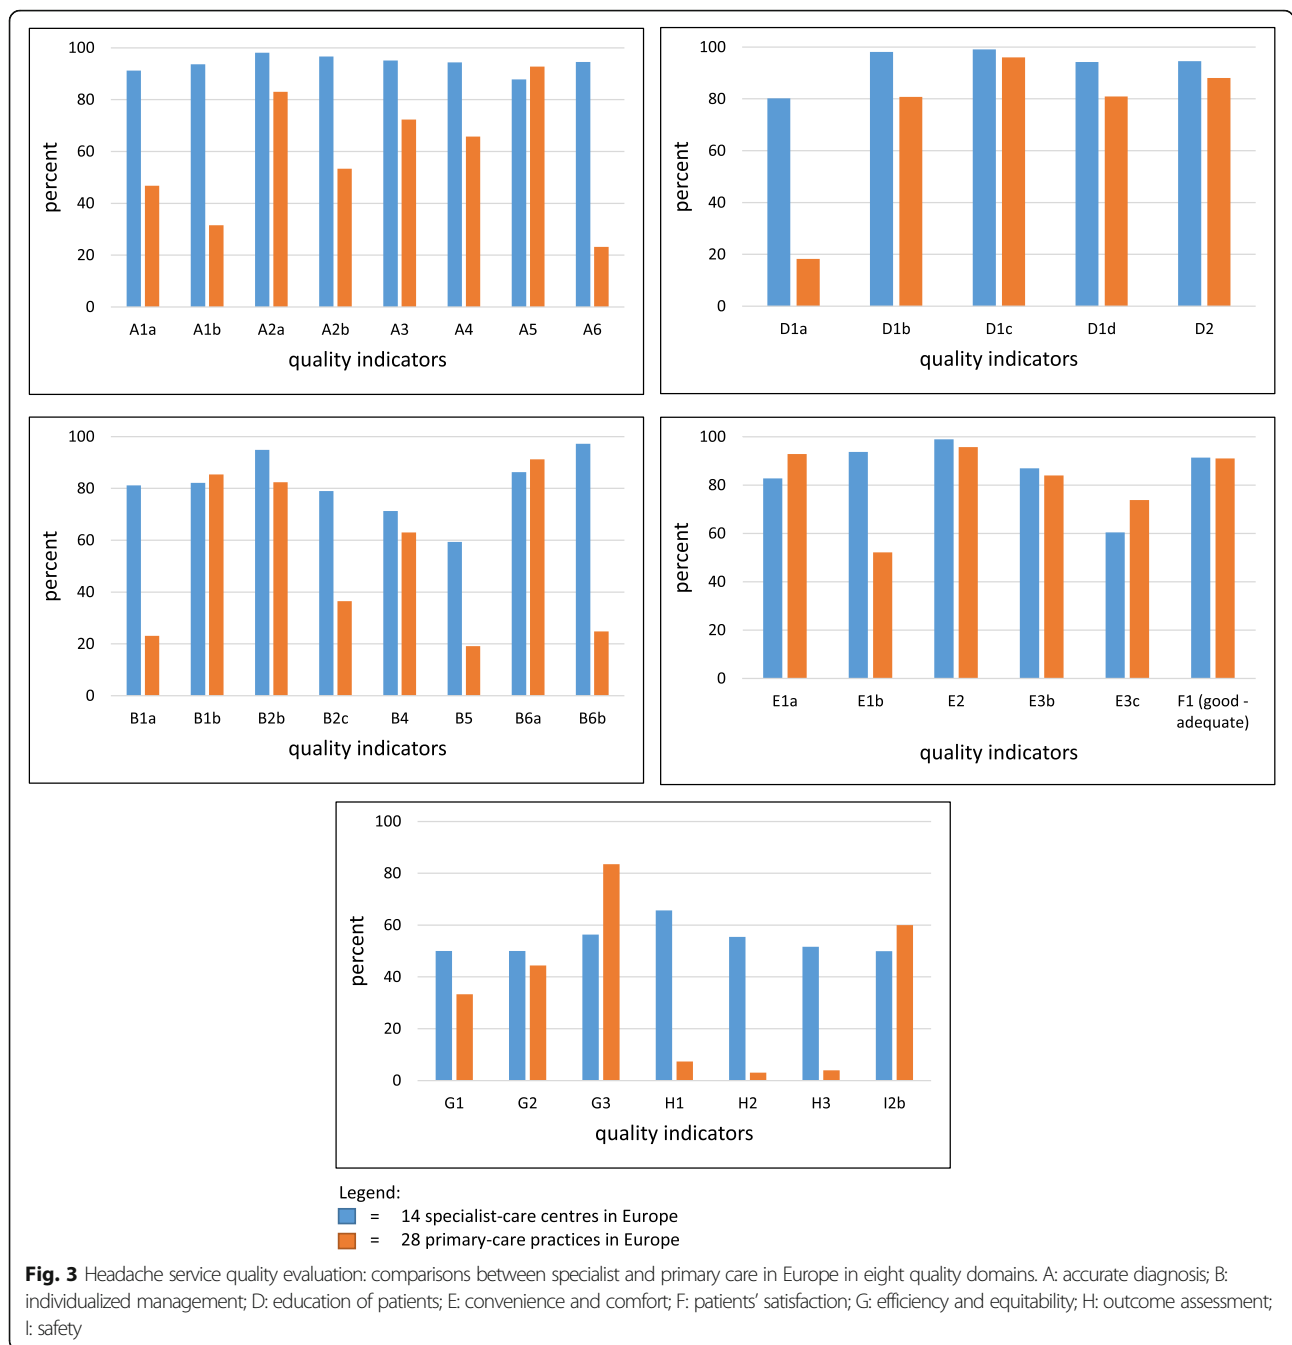 100
80
60
40
20
0
percent
A1a A1b A2a A2b A3 A4 A5 A6
quality indicators
100
80
60
40
20
0
percent
D1a D1b D1c D1d D2
quality indicators
100
80
60
40
20
0
percent
B1a B1b B2b B2c B4 B5 B6a B6b
quality indicators
100
80
60
40
20
0
percent
E1a E1b E2 E3b E3c F1 (good -
adequate)
quality indicators
100
80
60
40
20
0
percent
G1 G2 G3 H1 H2 H3 I2b
quality indicators
Legend:
= 14 specialist-care centres in Europe
= 28 primary-care practices in Europe
Fig. 3 Headache service quality evaluation: comparisons between specialist and primary care in Europe in eight quality domains. A: accurate diagnosis; B:
individualized management; D: education of patients; E: convenience and comfort; F: patients’ satisfaction; G: efficiency and equitability; H: outcome assessment;
I: safety